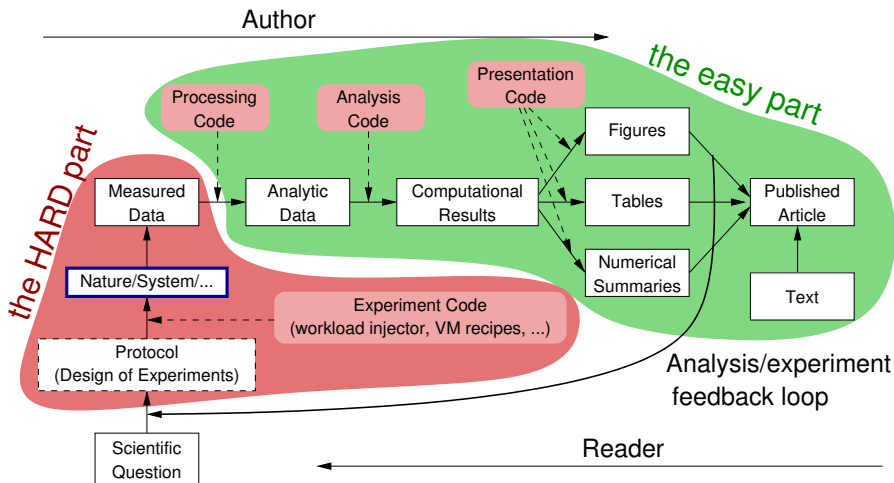 Author
the easy part
Presentation
Code
Processing
Code
Analysis
Code
Figures
the HARD part
Measured
Data
Analytic
Data
Computational
Results
Tables
Published
Article
Nature/System/...
Numerical
Summaries
Text
Experiment Code
(workload injector, VM recipes, ...)
Protocol
(Design of Experiments)
Analysis/experiment
feedback loop
Scientific
Question
Reader